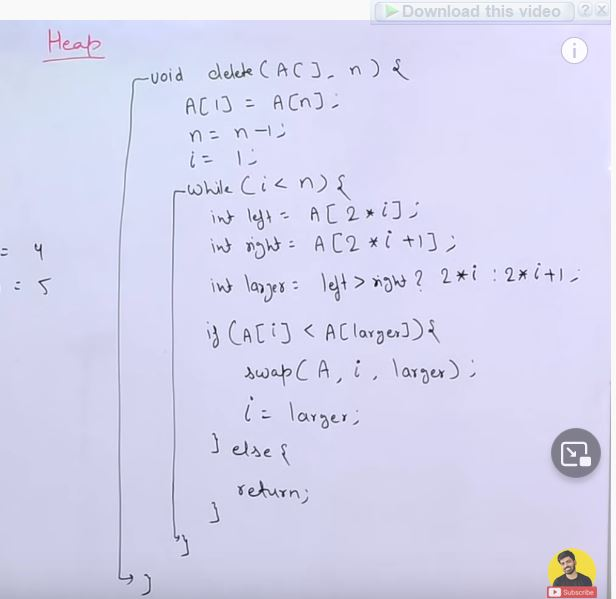 Download this video ? X
Heap
void delete(A[], n) {
A[1] = A[n];
n = n-1;
i = 1;
while (i < n) {
int left = A[2*i];
= 4
int right = A[2*i+1];
= 5
int larger = left > right ? 2*i : 2*i+1;
if (A[i] < A[larger]) {
swap(A, i, larger);
i = larger;
} else {
return;
}
}
}
Subscribe